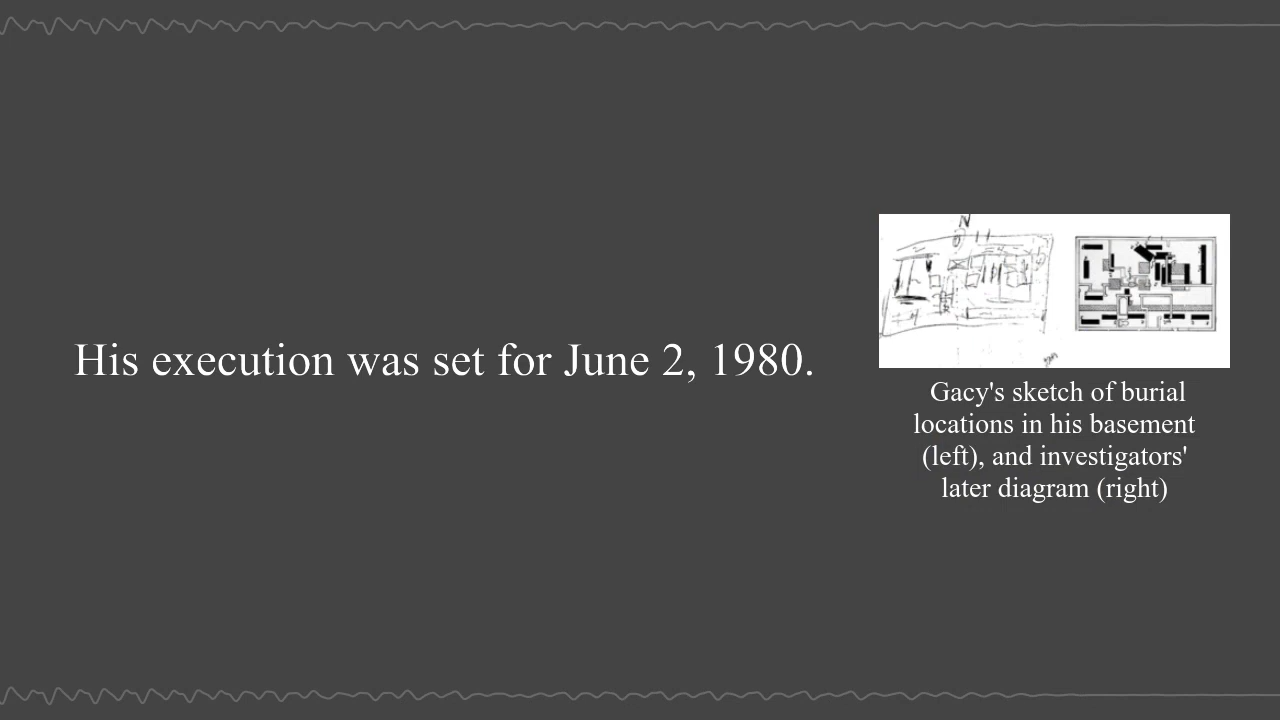 His execution was set for June 2, 1980.
N
Gacy's sketch of burial
locations in his basement
(left), and investigators'
later diagram (right)